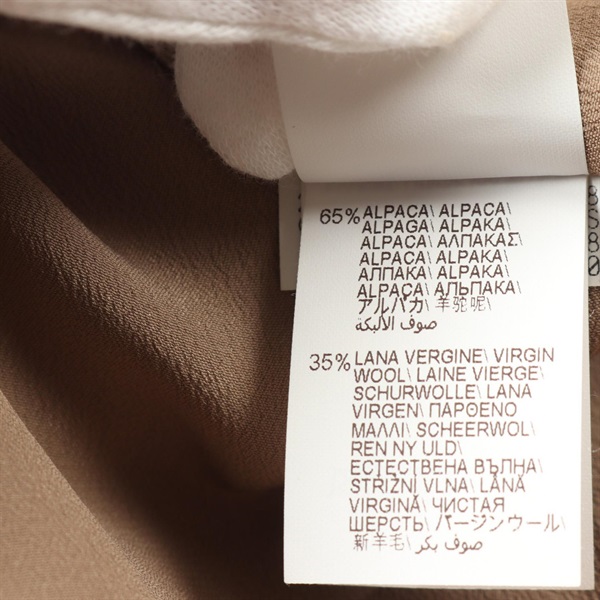 65% ALPACA\ ALPACA\
ALPAGA\ ALPAKA\
ALPACA\ ΑΛΠΑΚΑΣ\
ALPACKA\ ALPAKA\
АЛПАКА\ ALPAKA\
ALPACA\ АЛЬПАКА\
アルパカ\ 羊驼呢\
صوف الألبكة
35% LANA VERGINE\ VIRGIN
WOOL\ LAINE VIERGE\
SCHURWOLLE\ LANA
VIRGEN\ ΠΑΡΘΕΝΟ
ΜΑΛΛΙ\ SCHEERWOL\
REN NY ULD\
ЕСТЕСТВЕНА ВЪЛНА\
STŘIŽNÍ VLNA\ LÂNĂ
VIRGINĂ\ ЧИСТАЯ
ШЕРСТЬ\ バージンウール\
新羊毛\ صوف بكر